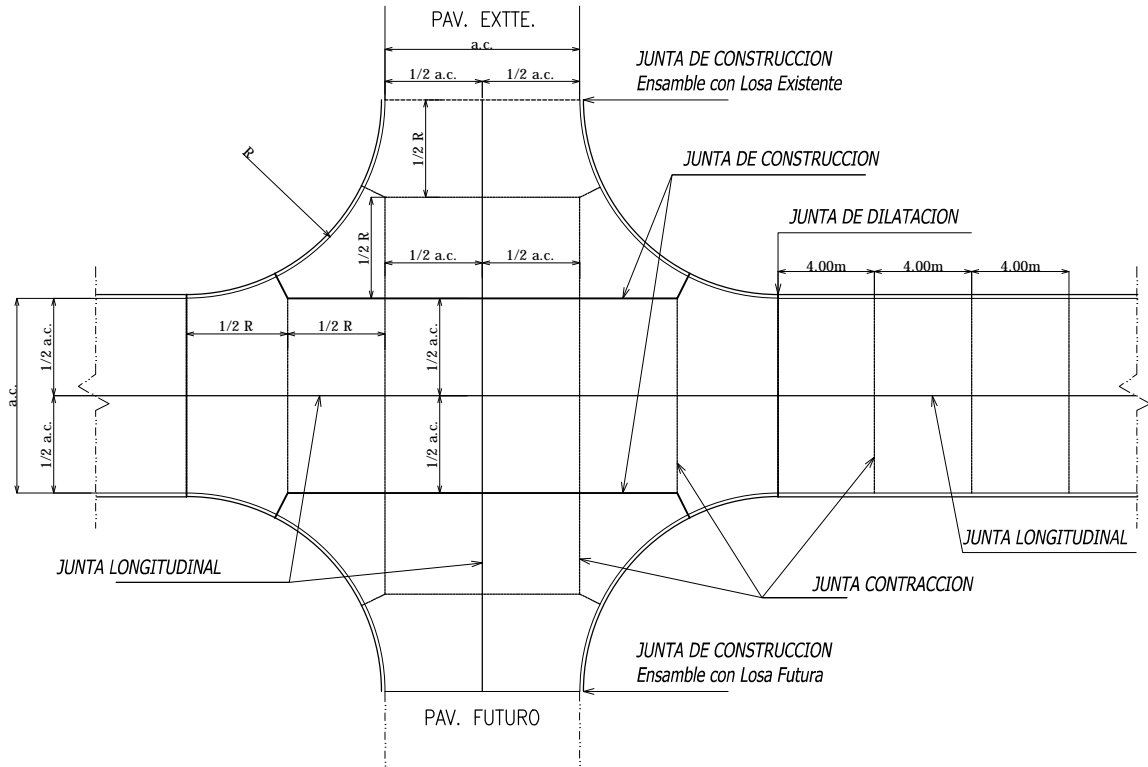 PAV. EXTTE.
a.c.
1/2 a.c.
1/2 a.c.
JUNTA DE CONSTRUCCION
Ensamble con Losa Existente
1/2 R
R
JUNTA DE CONSTRUCCION
1/2 R
JUNTA DE DILATACION
1/2 a.c.
1/2 a.c.
4.00m
4.00m
4.00m
1/2 R
1/2 R
1/2 a.c.
1/2 a.c.
a.c.
1/2 a.c.
1/2 a.c.
JUNTA LONGITUDINAL
JUNTA LONGITUDINAL
JUNTA CONTRACCION
JUNTA DE CONSTRUCCION
Ensamble con Losa Futura
PAV. FUTURO